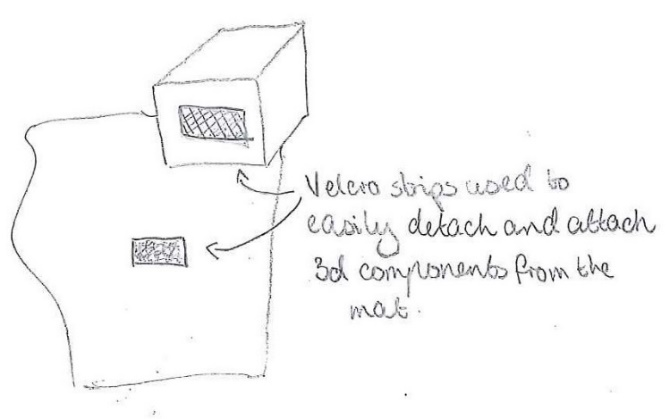 Velcro strips used to
easily detach and attach
3d components from the
mat.